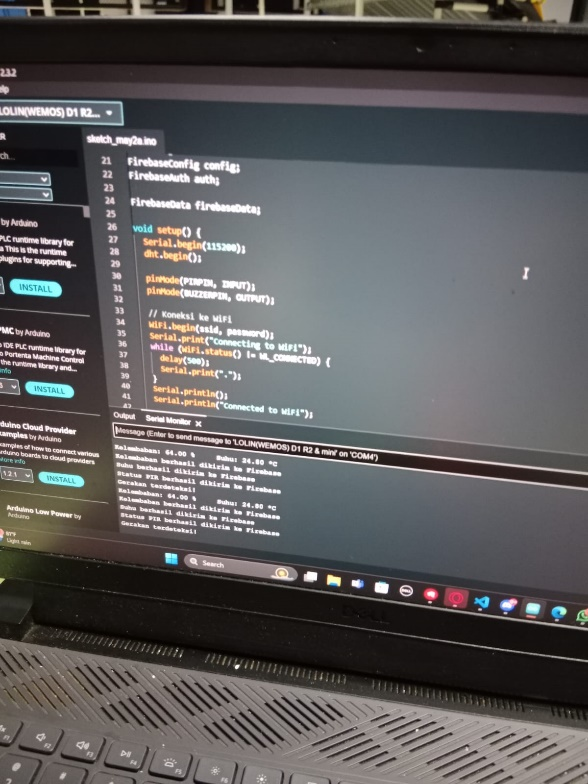 2.3.2
elp
LOLIN(WEMOS) D1 R2...
sketch_may2a.ino
21 FirebaseConfig config;
22 FirebaseAuth auth;
23
24 FirebaseData firebaseData;
25
26 void setup() {
27 Serial.begin(115200);
28 dht.begin();
29
30
31 pinMode(PIRPIN, INPUT);
32 pinMode(BUZZERPIN, OUTPUT);
33 // Koneksi ke WiFi
34 WiFi.begin(ssid, password);
35 Serial.print("Connecting to WiFi");
36 while (WiFi.status() != WL_CONNECTED) {
37 delay(500);
38 Serial.print(".");
39 }
40 Serial.println();
41 Serial.println("Connected to WiFi");
42
by Arduino
PLC runtime library for
a This is the runtime
plugins for supporting...
INSTALL
MC by Arduino
IDE PLC runtime library for
Portenta Machine Control
the runtime library and...
nfo
INSTALL
duino Cloud Provider
xamples by Arduino
amples of how to connect various
duino boards to cloud providers
ore info
1.2.1
INSTALL
Arduino Low Power by
Arduino
Output Serial Monitor
Message (Enter to send message to 'LOLIN(WEMOS) D1 R2 & mini' on 'COM4')
Kelembaban: 64.00 % Suhu: 24.80 °C
Kelembaban berhasil dikirim ke Firebase
Suhu berhasil dikirim ke Firebase
Status PIR berhasil dikirim ke Firebase
Gerakan terdeteksi!
Kelembaban: 64.00 % Suhu: 24.80 °C
Kelembaban berhasil dikirim ke Firebase
Suhu berhasil dikirim ke Firebase
Status PIR berhasil dikirim ke Firebase
Gerakan terdeteksi!
Light rain
Search
DELL